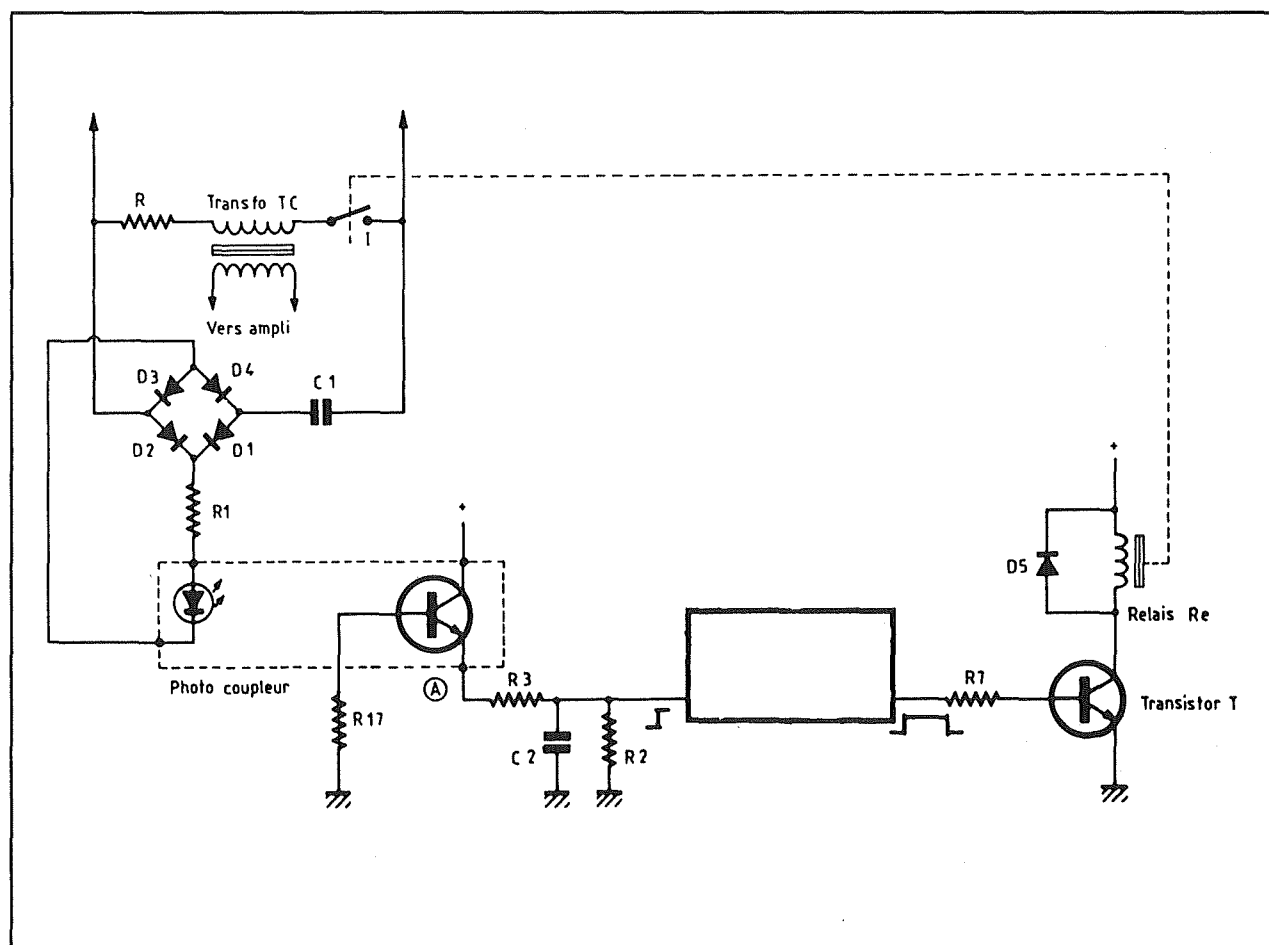 R
Transfo TC
I
Vers ampli
D3
D4
C1
D2
D1
R1
+
+
D5
Relais Re
Photo coupleur
A
R3
R7
Transistor T
R17
C2
R2